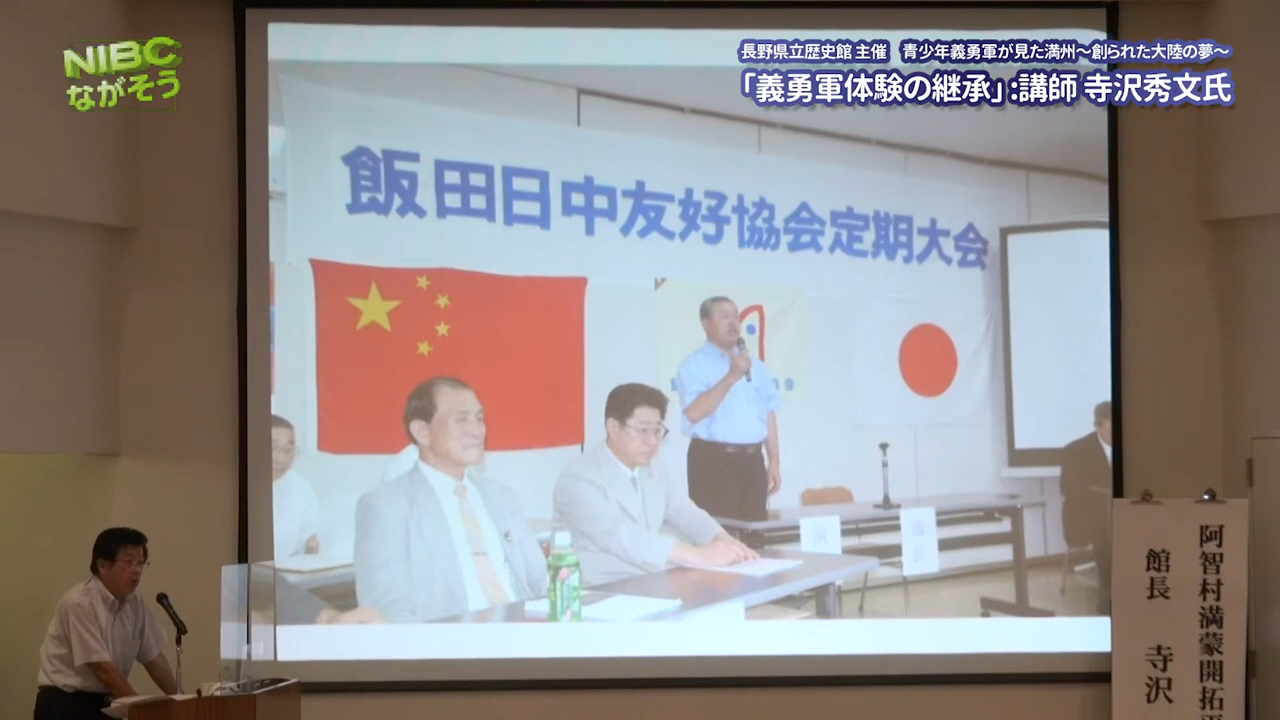 NIBC
ながそう
長野県立歴史館 主催　青少年義勇軍が見た満州～創られた大陸の夢～
「義勇軍体験の継承」:講師 寺沢秀文氏
飯田日中友好協会定期大会
議長
阿智村満蒙開拓平
館長　寺沢